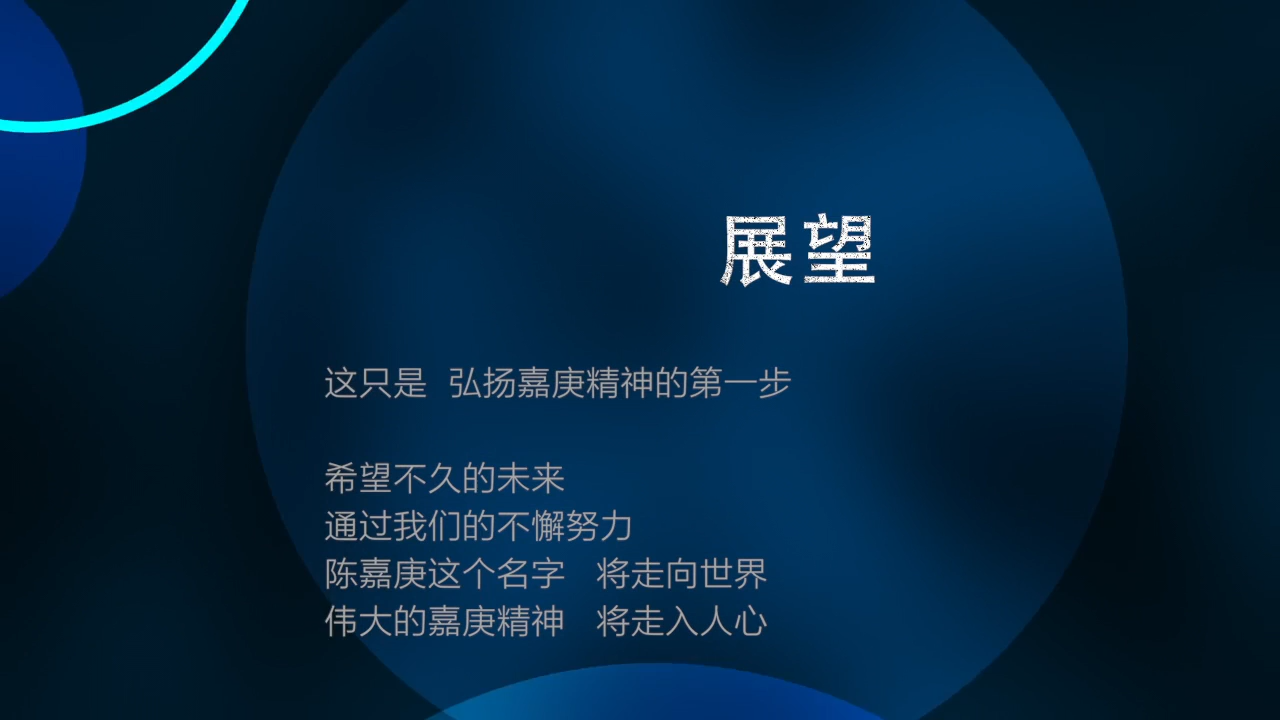 展望
这只是 弘扬嘉庚精神的第一步
希望不久的未来
通过我们的不懈努力
陈嘉庚这个名字 将走向世界
伟大的嘉庚精神 将走入人心